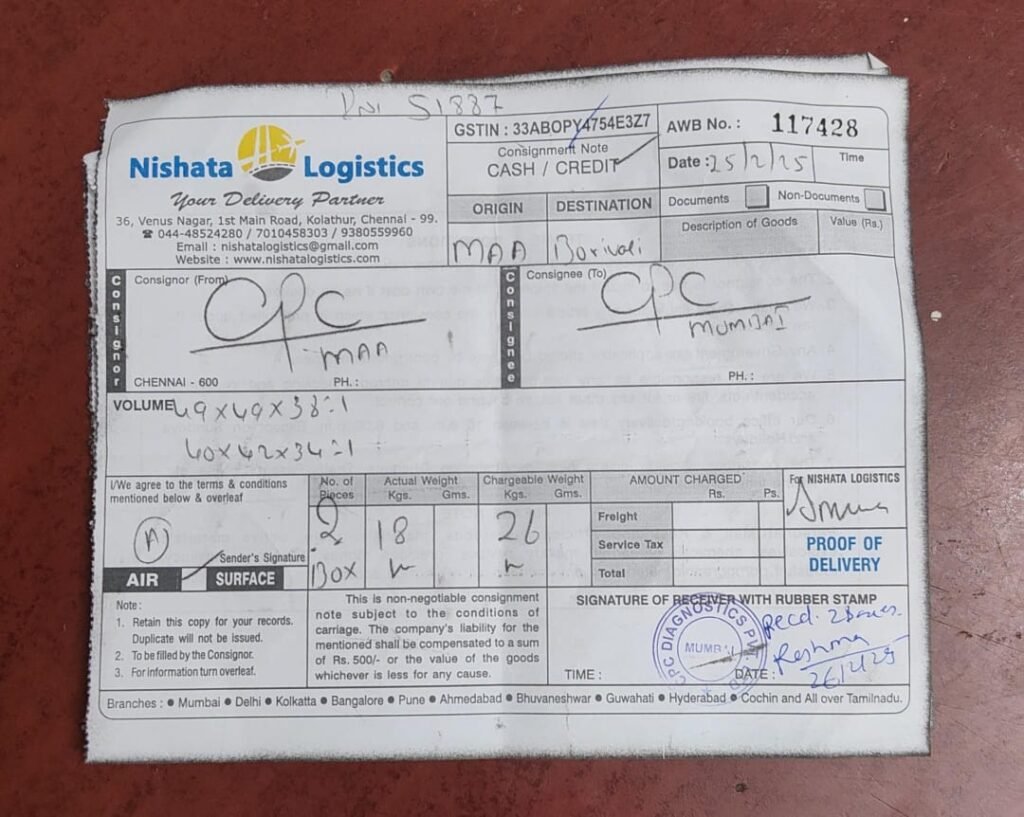 Nishata Logistics
Your Delivery Partner
36, Venus Nagar, 1st Main Road, Kolathur, Chennai - 99.
☎ 044-48524280 / 7010458303 / 9380559960
Email : nishatalogistics@gmail.com
Website : www.nishatalogistics.com
GSTIN : 33ABOPY4754E3Z7
Consignment Note
CASH / CREDIT
AWB No. : 117428
Date : 25/2/25 Time
Documents Non-Documents
ORIGIN DESTINATION
MAA Borivali
Description of Goods Value (Rs.)
Consignor
Consignor (From)
CPC
MAA
CHENNAI - 600 PH. :
Consignee
Consignee (To)
CPC
MUMBAI
PH. :
VOLUME 49x49x38=1
40x42x34=1
I/We agree to the terms & conditions
mentioned below & overleaf
A
Sender's Signature
AIR SURFACE
No. of Pieces
2
Box
Actual Weight
Kgs. Gms.
18
Chargeable Weight
Kgs. Gms.
26
AMOUNT CHARGED
Rs. Ps.
Freight
Service Tax
Total
For NISHATA LOGISTICS
PROOF OF
DELIVERY
Note :
1. Retain this copy for your records.
Duplicate will not be issued.
2. To be filled by the Consignor.
3. For information turn overleaf.
This is non-negotiable consignment
note subject to the conditions of
carriage. The company's liability for the
mentioned shall be compensated to a sum
of Rs. 500/- or the value of the goods
whichever is less for any cause.
SIGNATURE OF RECEIVER WITH RUBBER STAMP
CPC DIAGNOSTICS PVT. LTD
MUMBAI
Recd. 2 Boxes.
Reshma
26/2/25
TIME : DATE :
Branches : ● Mumbai ● Delhi ● Kolkatta ● Bangalore ● Pune ● Ahmedabad ● Bhuvaneshwar ● Guwahati ● Hyderabad ● Cochin and All over Tamilnadu.